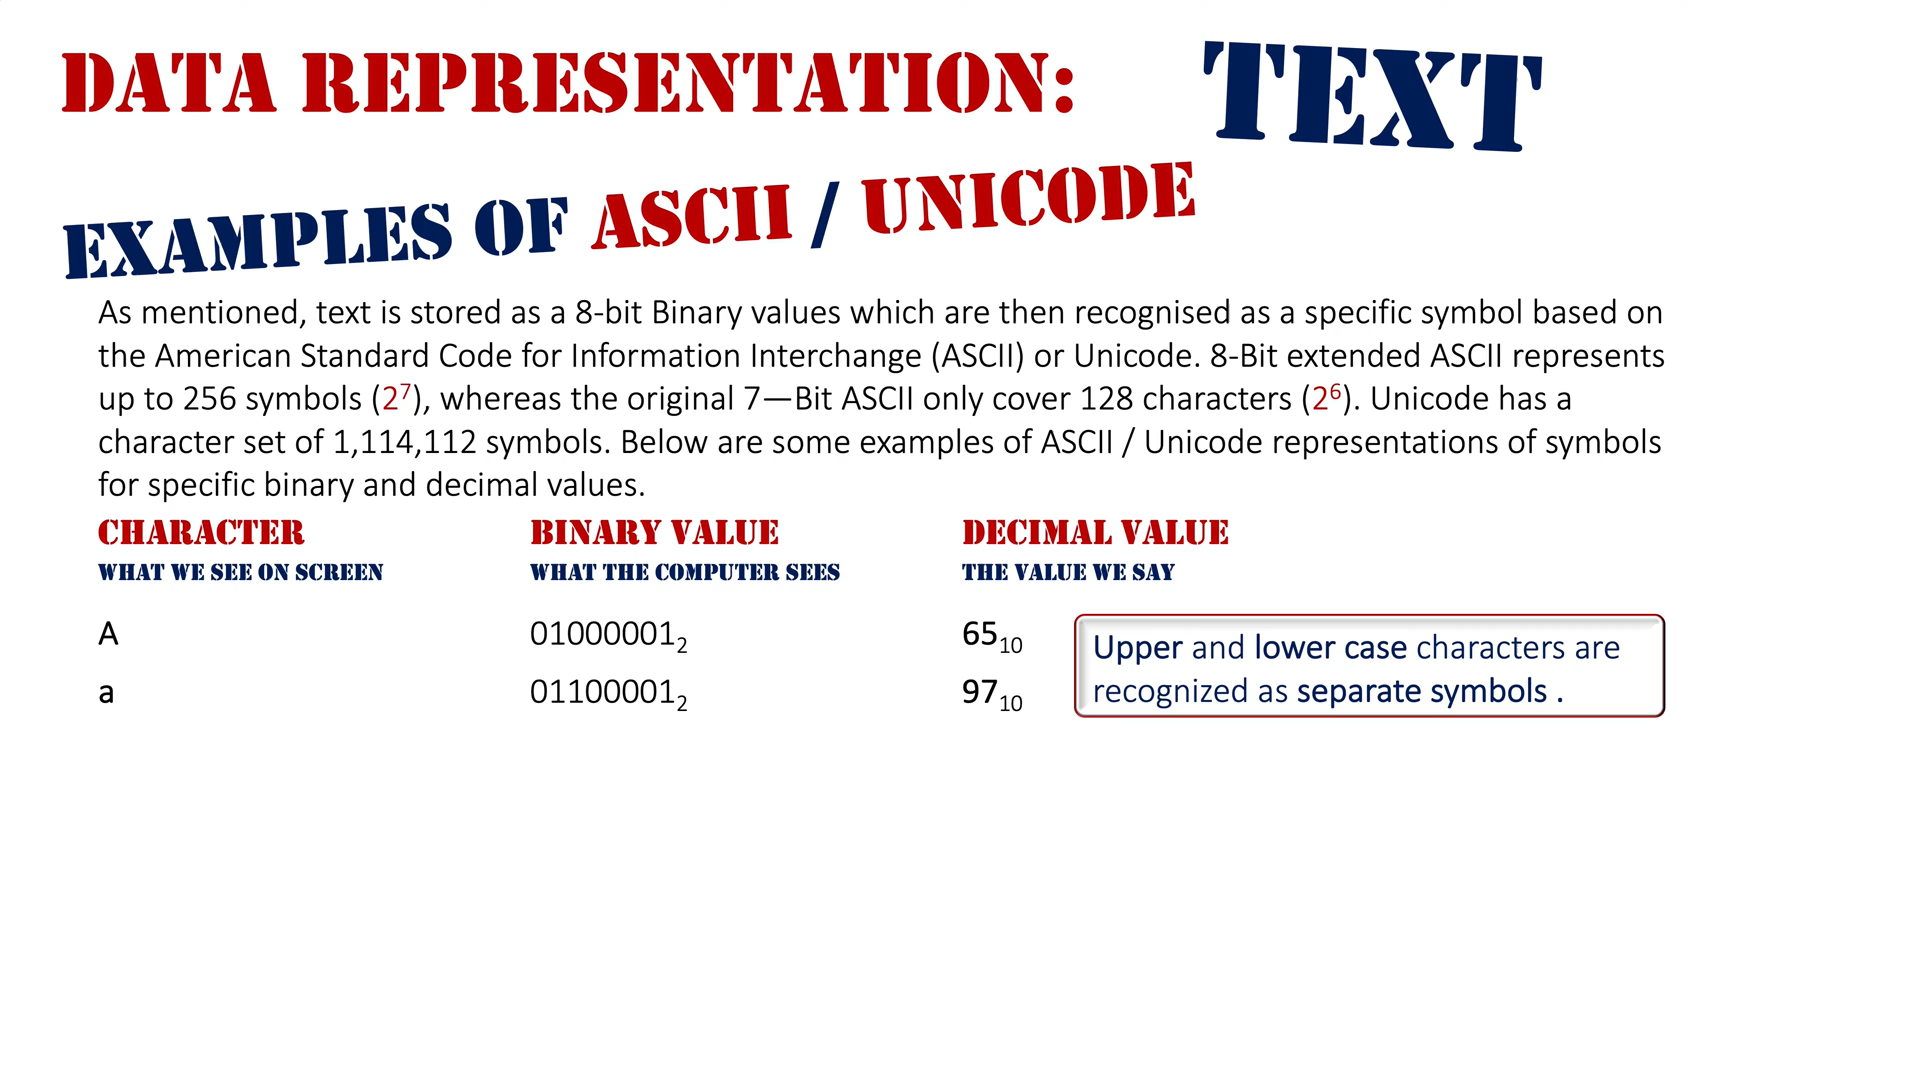 DATA REPRESENTATION: TEXT
EXAMPLES OF ASCII / UNICODE
As mentioned, text is stored as a 8-bit Binary values which are then recognised as a specific symbol based on
the American Standard Code for Information Interchange (ASCII) or Unicode. 8-Bit extended ASCII represents
up to 256 symbols (2⁷), whereas the original 7—Bit ASCII only cover 128 characters (2⁶). Unicode has a
character set of 1,114,112 symbols. Below are some examples of ASCII / Unicode representations of symbols
for specific binary and decimal values.
CHARACTER BINARY VALUE DECIMAL VALUE
WHAT WE SEE ON SCREEN WHAT THE COMPUTER SEES THE VALUE WE SAY
A 01000001₂ 65₁₀
a 01100001₂ 97₁₀
Upper and lower case characters are
recognized as separate symbols .